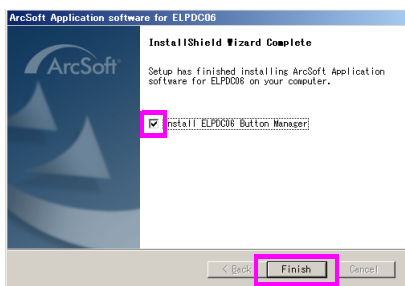 ArcSoft Application software for ELPDC06
InstallShield Wizard Complete
ArcSoft
Setup has finished installing ArcSoft Application
software for ELPDC06 on your computer.
Install ELPDC06 Button Manager
< Back Finish Cancel